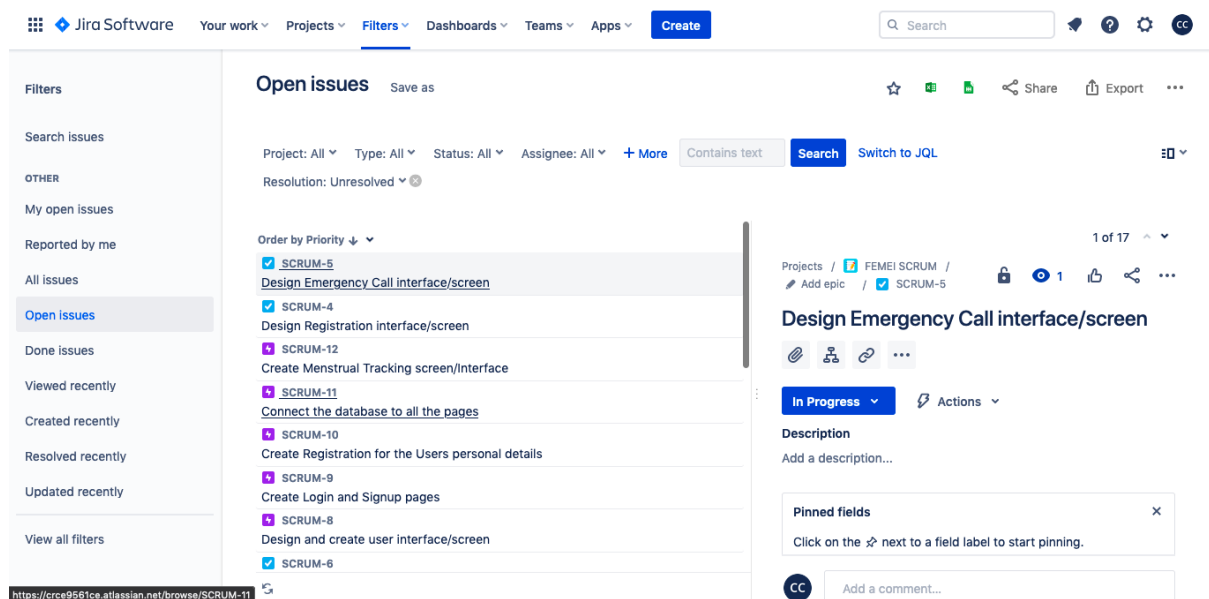 Jira Software Your work Projects Filters Dashboards Teams Apps Create Search CC
Filters
Search issues
OTHER
My open issues
Reported by me
All issues
Open issues
Done issues
Viewed recently
Created recently
Resolved recently
Updated recently
View all filters
https://crce9561ce.atlassian.net/browse/SCRUM-11
Open issues Save as
Share Export
Project: All Type: All Status: All Assignee: All + More Contains text Search Switch to JQL
Resolution: Unresolved
Order by Priority
SCRUM-5
Design Emergency Call interface/screen
SCRUM-4
Design Registration interface/screen
SCRUM-12
Create Menstrual Tracking screen/Interface
SCRUM-11
Connect the database to all the pages
SCRUM-10
Create Registration for the Users personal details
SCRUM-9
Create Login and Signup pages
SCRUM-8
Design and create user interface/screen
SCRUM-6
1 of 17
Projects / FEMEI SCRUM /
Add epic / SCRUM-5
1
Design Emergency Call interface/screen
In Progress Actions
Description
Add a description...
Pinned fields
Click on the next to a field label to start pinning.
CC Add a comment...